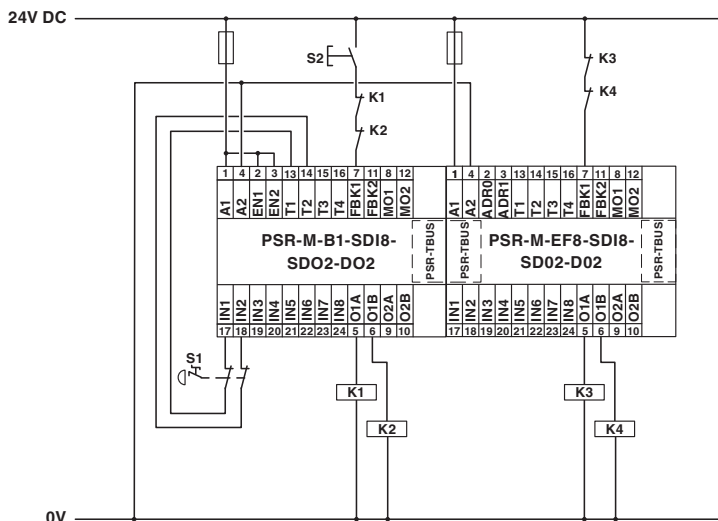 24V DC
S2
K3
K1
K4
K2
1 4 2 3 13 14 15 16 7 11 8 12
1 4 2 3 13 14 15 16 7 11 8 12
A1 A2 EN1 EN2 T1 T2 T3 T4 FBK1 FBK2 MO1 MO2
A1 A2 ADR0 ADR1 T1 T2 T3 T4 FBK1 FBK2 MO1 MO2
PSR-M-B1-SDI8-
SDO2-DO2
PSR-TBUS
PSR-TBUS
PSR-M-EF8-SDI8-
SD02-D02
PSR-TBUS
IN1 IN2 IN3 IN4 IN5 IN6 IN7 IN8 O1A O1B O2A O2B
IN1 IN2 IN3 IN4 IN5 IN6 IN7 IN8 O1A O1B O2A O2B
17 18 19 20 21 22 23 24 5 6 9 10
17 18 19 20 21 22 23 24 5 6 9 10
S1
K1
K3
K2
K4
0V